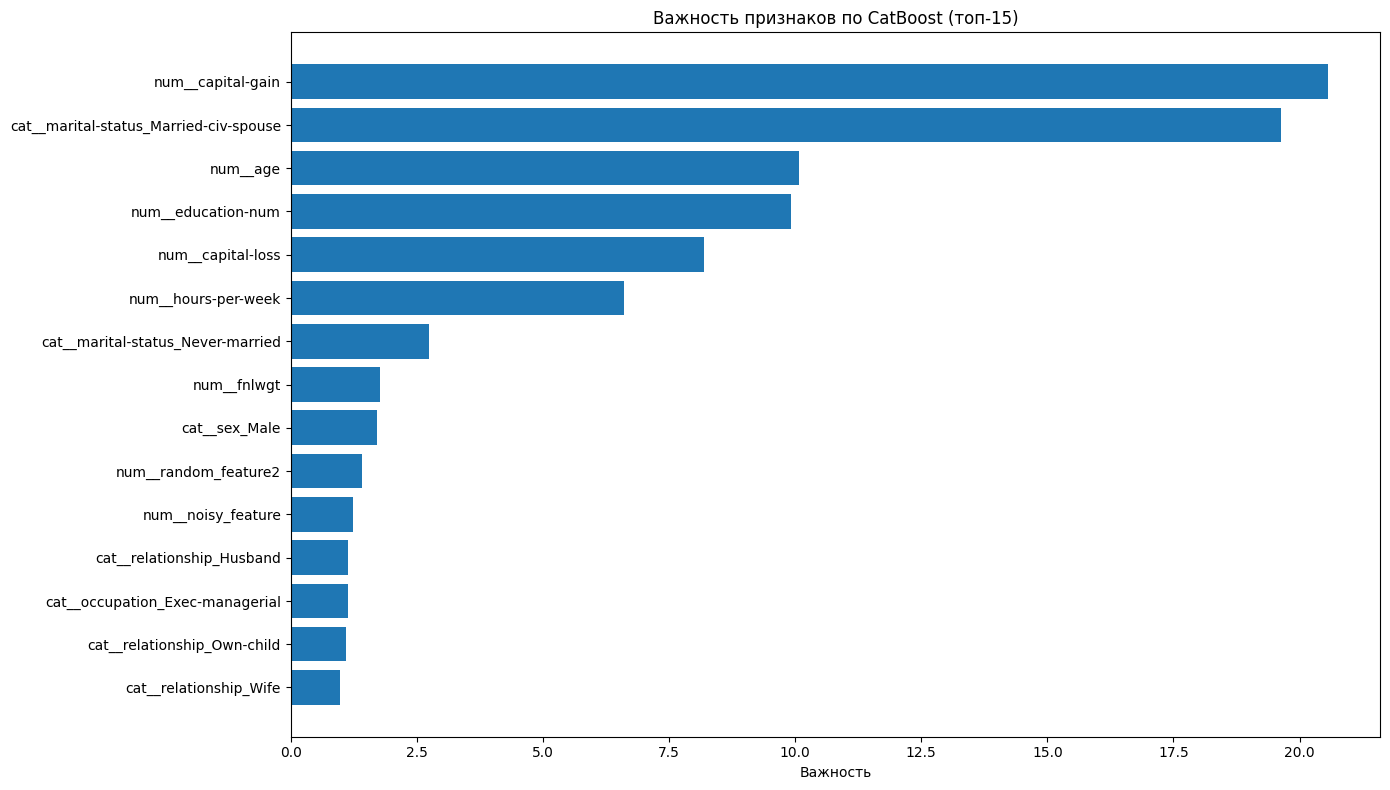 Важность признаков по CatBoost (топ-15)
num__capital-gain
cat__marital-status_Married-civ-spouse
num__age
num__education-num
num__capital-loss
num__hours-per-week
cat__marital-status_Never-married
num__fnlwgt
cat__sex_Male
num__random_feature2
num__noisy_feature
cat__relationship_Husband
cat__occupation_Exec-managerial
cat__relationship_Own-child
cat__relationship_Wife
0.0 2.5 5.0 7.5 10.0 12.5 15.0 17.5 20.0
Важность